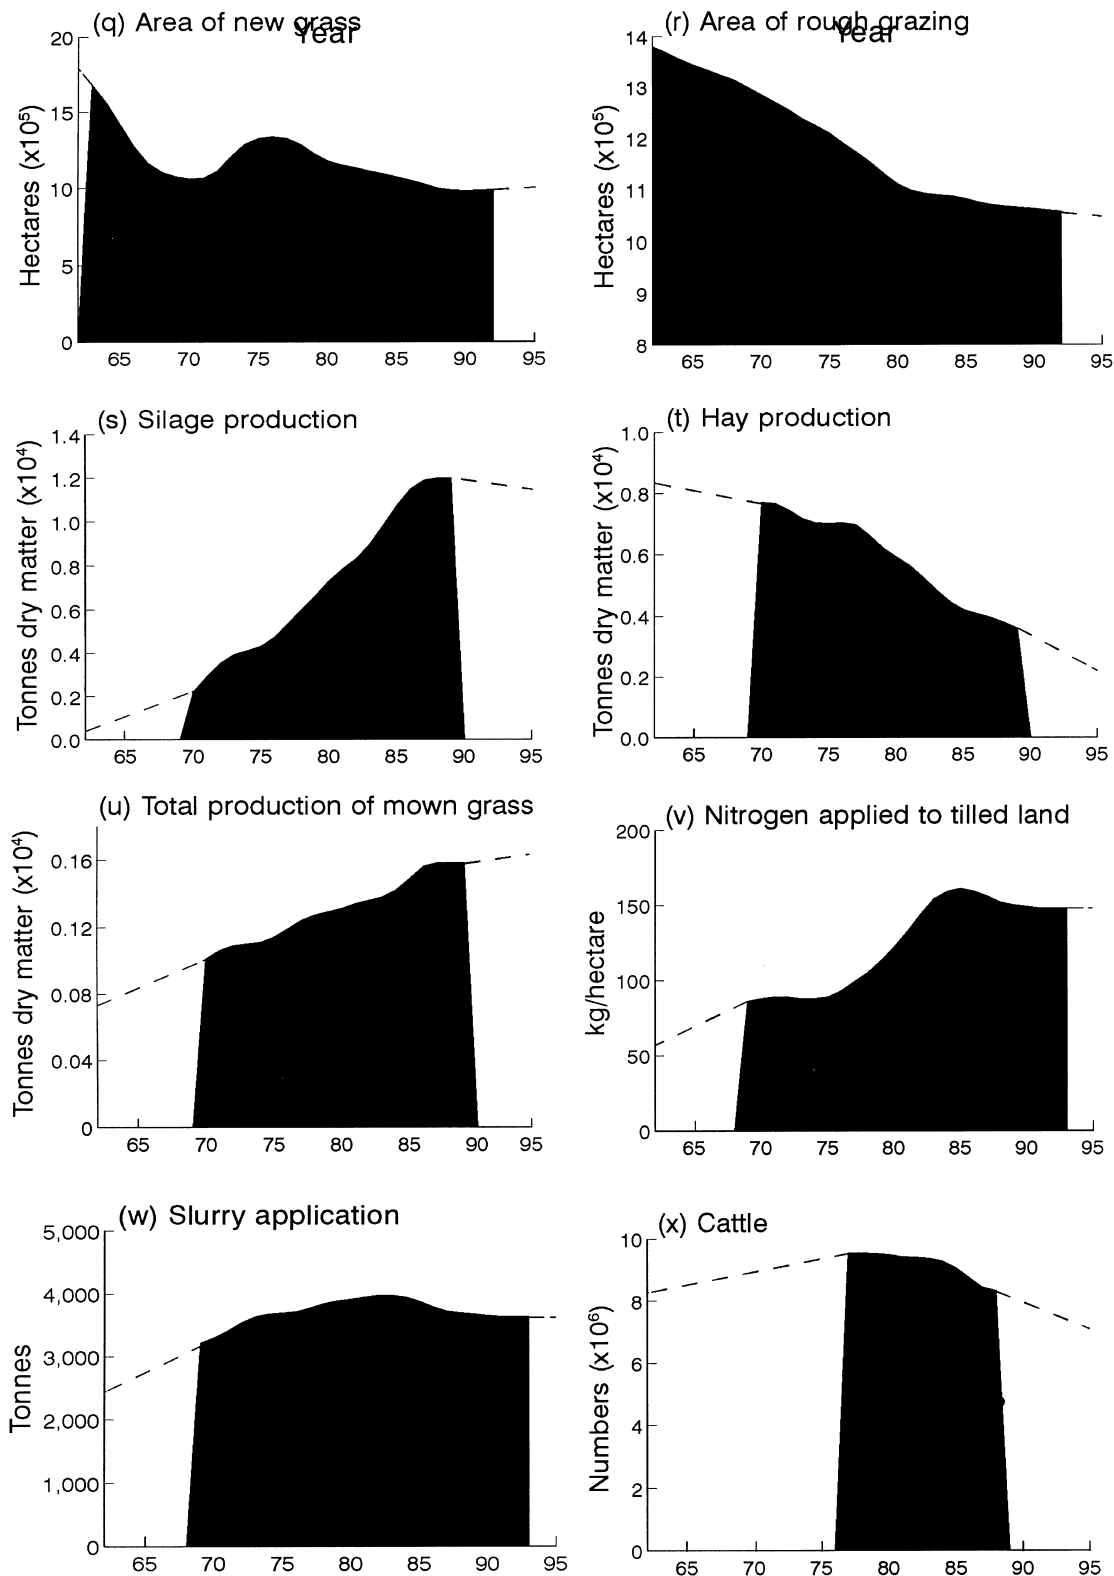 (q) Area of new grass
Year
Hectares (x10⁵)
20
15
10
5
0
65 70 75 80 85 90 95
(r) Area of rough grazing
Year
Hectares (x10⁵)
14
13
12
11
10
9
8
65 70 75 80 85 90 95
(s) Silage production
Tonnes dry matter (x10⁴)
1.4
1.2
1.0
0.8
0.6
0.4
0.2
0.0
65 70 75 80 85 90 95
(t) Hay production
Tonnes dry matter (x10⁴)
1.0
0.8
0.6
0.4
0.2
0.0
65 70 75 80 85 90 95
(u) Total production of mown grass
Tonnes dry matter (x10⁴)
0.16
0.12
0.08
0.04
0
65 70 75 80 85 90 95
(v) Nitrogen applied to tilled land
kg/hectare
200
150
100
50
0
65 70 75 80 85 90 95
(w) Slurry application
Tonnes
5,000
4,000
3,000
2,000
1,000
0
65 70 75 80 85 90 95
(x) Cattle
Numbers (x10⁶)
10
8
6
4
2
0
65 70 75 80 85 90 95